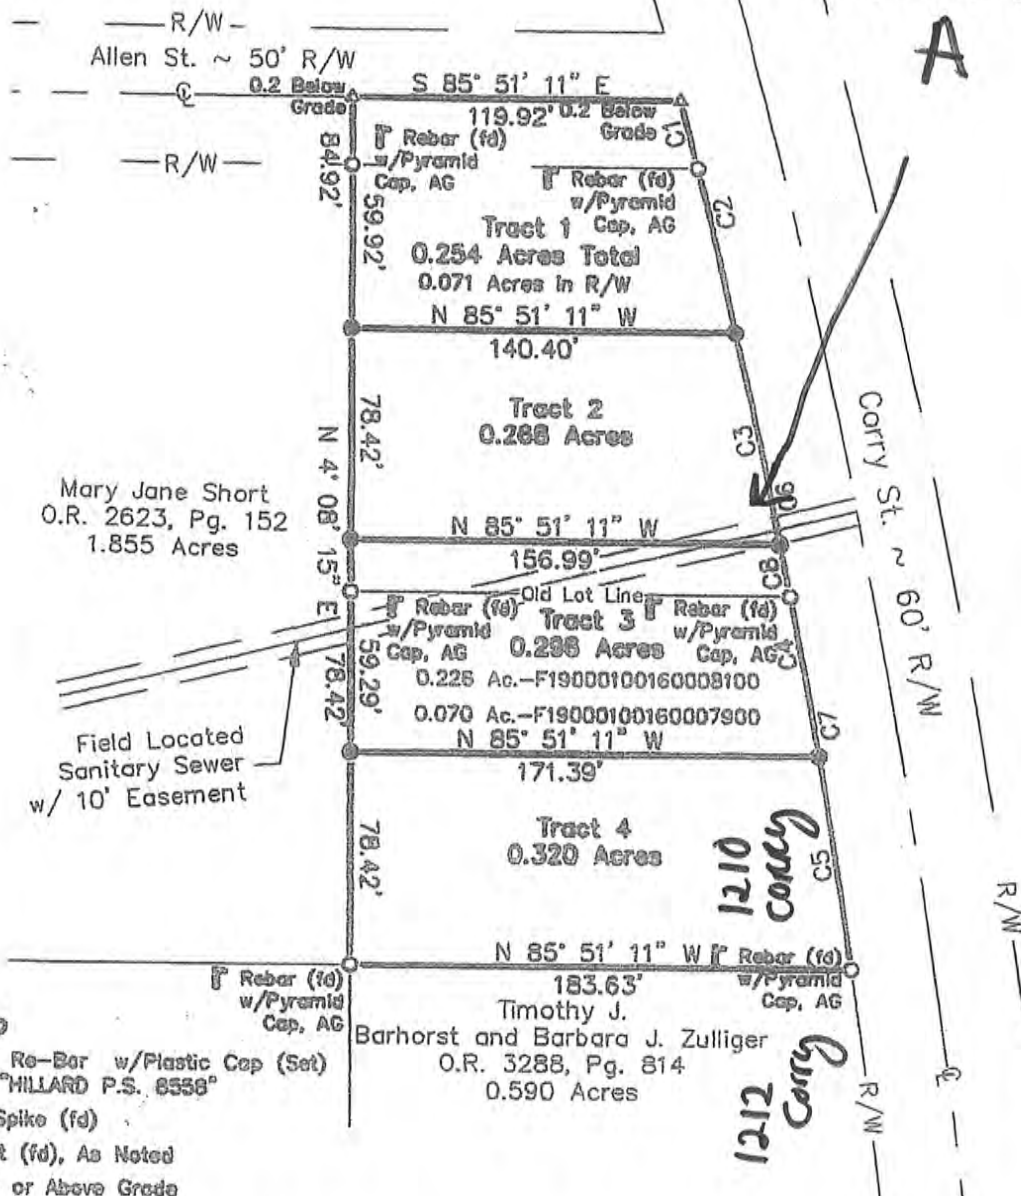 R/W
Allen St. ~ 50' R/W
A
0.2 Below
Grade
S 85° 51' 11" E
119.92'
0.2 Below
Grade
C1
84.92'
Rebar (fd)
w/Pyramid
Cap, AG
R/W
Rebar (fd)
w/Pyramid
Cap, AG
C2
59.92'
Tract 1
0.254 Acres Total
0.071 Acres in R/W
N 85° 51' 11" W
140.40'
Tract 2
0.268 Acres
78.42'
C3
Corry St. ~ 60' R/W
N 4° 08' 15" E
Mary Jane Short
O.R. 2623, Pg. 152
1.855 Acres
C6
N 85° 51' 11" W
156.99'
C8
Old Lot Line
Rebar (fd)
w/Pyramid
Cap, AG
Tract 3
0.296 Acres
Rebar (fd)
w/Pyramid
Cap, AG
C4
0.226 Ac.-F19000100160008100
0.070 Ac.-F19000100160007900
59.29'
78.42'
C7
N 85° 51' 11" W
171.39'
Field Located
Sanitary Sewer
w/ 10' Easement
Tract 4
0.320 Acres
78.42'
1210
CORRY
C5
R/W
N 85° 51' 11" W
183.63'
Rebar (fd)
w/Pyramid
Cap, AG
Rebar (fd)
w/Pyramid
Cap, AG
Timothy J.
Barhorst and Barbara J. Zulliger
O.R. 3288, Pg. 814
0.590 Acres
1212
Corry
R/W
Re-Bar w/Plastic Cap (Set)
"HILLARD P.S. 8558"
Spike (fd)
(fd), As Noted
or Above Grade